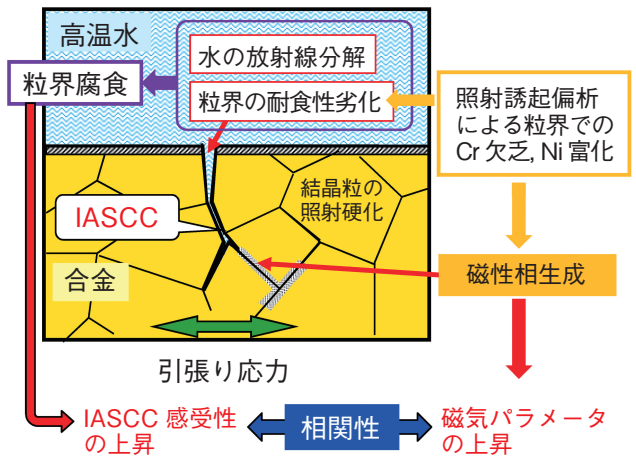 高温水
水の放射線分解
粒界腐食
粒界の耐食性劣化
照射誘起偏析
による粒界での
Cr 欠乏, Ni 富化
結晶粒の
照射硬化
IASCC
合金
磁性相生成
引張り応力
IASCC 感受性
の上昇
相関性
磁気パラメータ
の上昇